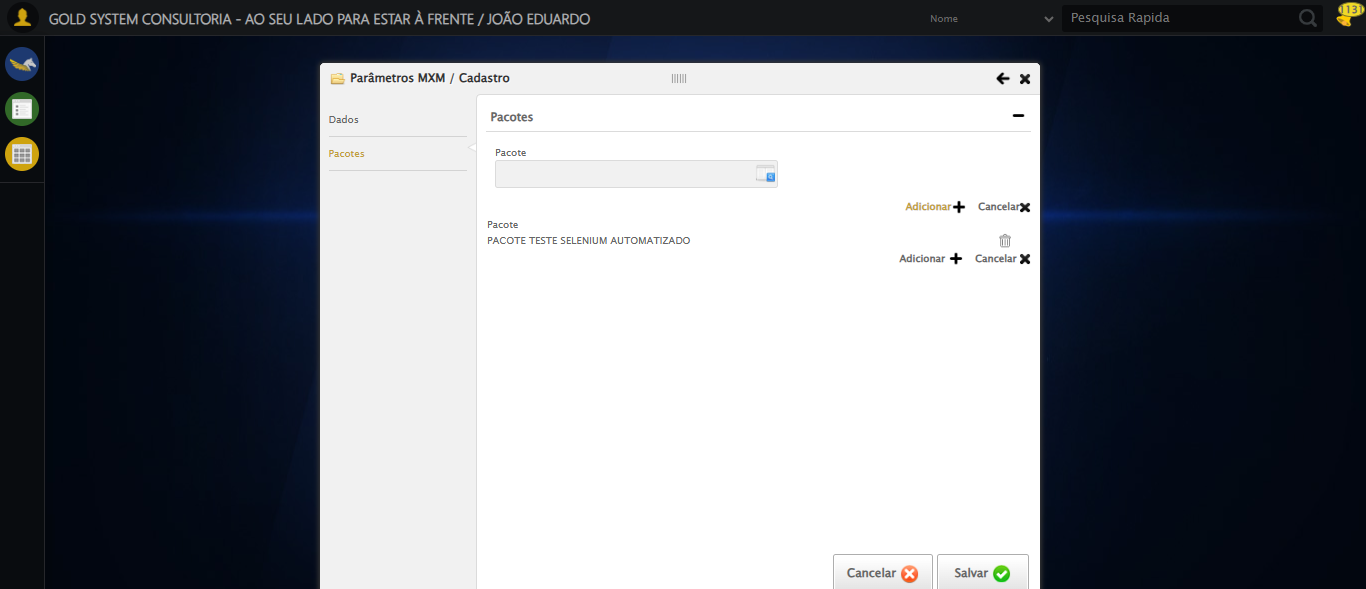 GOLD SYSTEM CONSULTORIA - AO SEU LADO PARA ESTAR À FRENTE / JOÃO EDUARDO
Nome
Pesquisa Rapida
113
Parâmetros MXM / Cadastro
Dados
Pacotes
Pacotes
Pacote
Adicionar
Cancelar
Pacote
PACOTE TESTE SELENIUM AUTOMATIZADO
Adicionar
Cancelar
Cancelar
Salvar